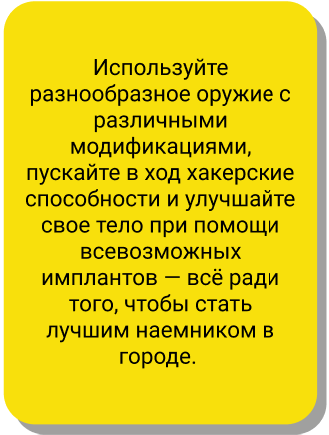 Используйте
разнообразное оружие с
различными
модификациями,
пускайте в ход хакерские
способности и улучшайте
свое тело при помощи
всевозможных
имплантов — всё ради
того, чтобы стать
лучшим наемником в
городе.